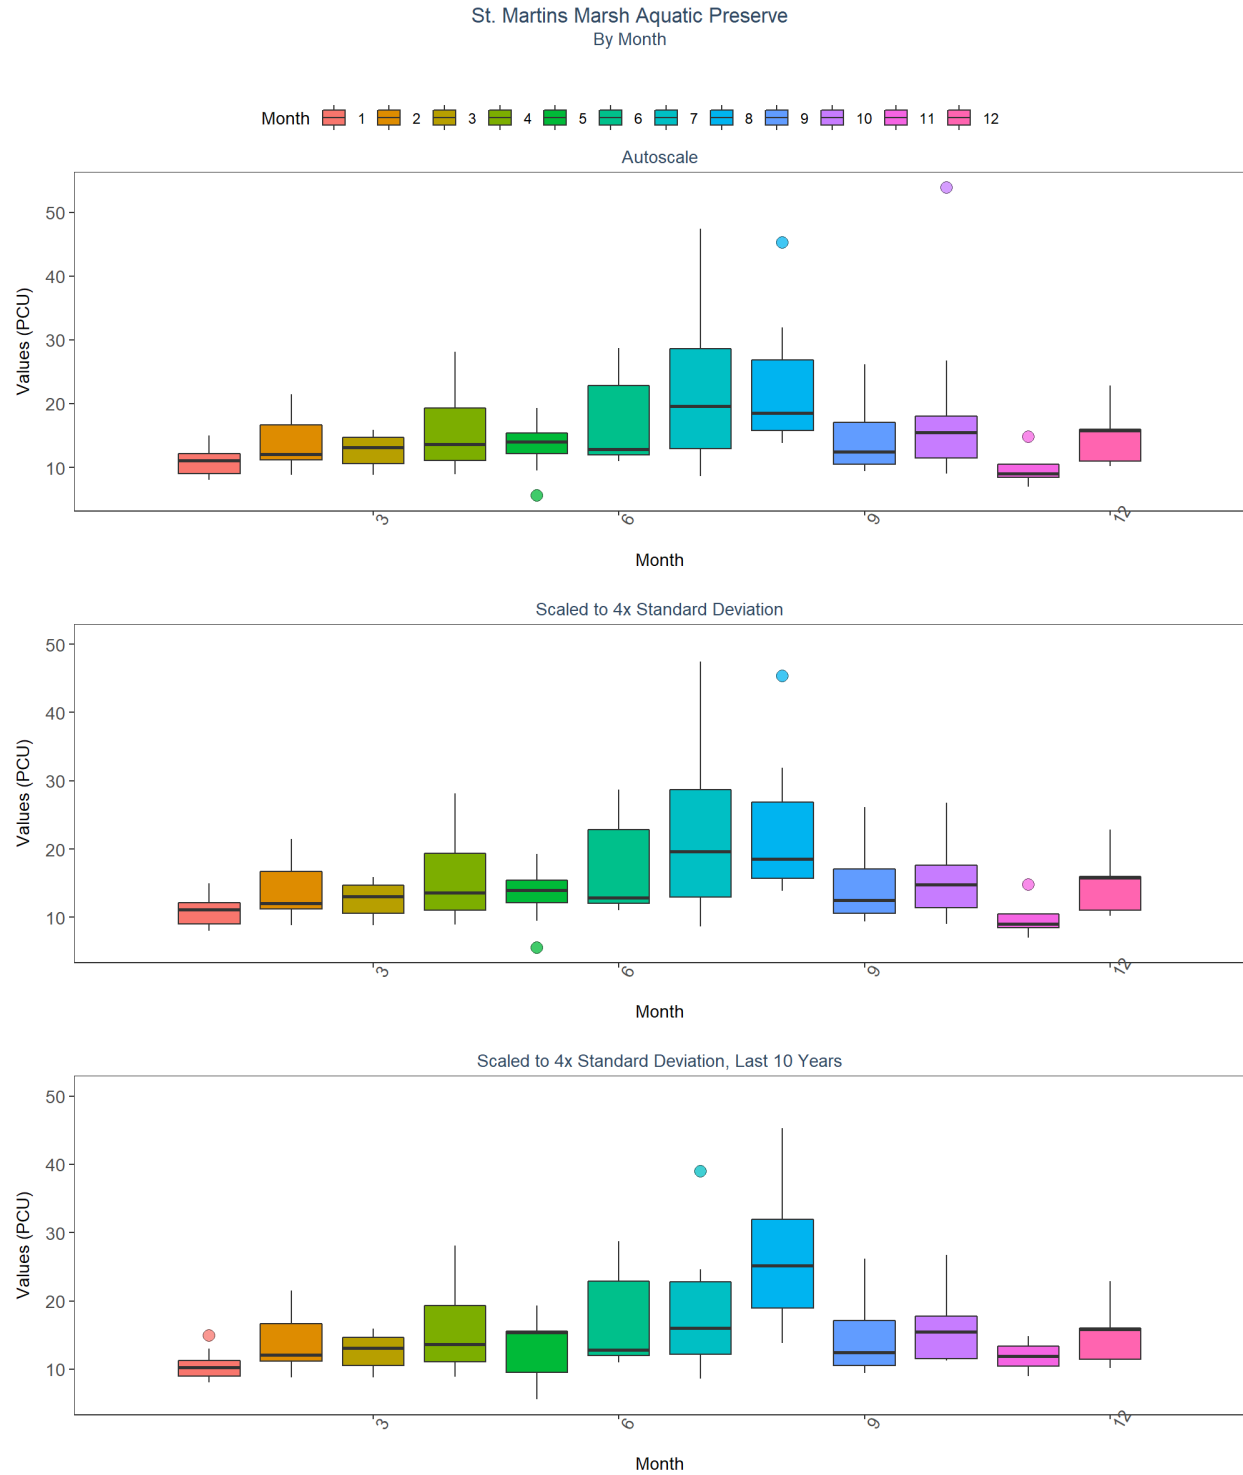 St. Martins Marsh Aquatic Preserve
By Month
Month 1 2 3 4 5 6 7 8 9 10 11 12
Autoscale
Values (PCU)
50
40
30
20
10
3 6 9 12
Month
Scaled to 4x Standard Deviation
Values (PCU)
50
40
30
20
10
3 6 9 12
Month
Scaled to 4x Standard Deviation, Last 10 Years
Values (PCU)
50
40
30
20
10
3 6 9 12
Month